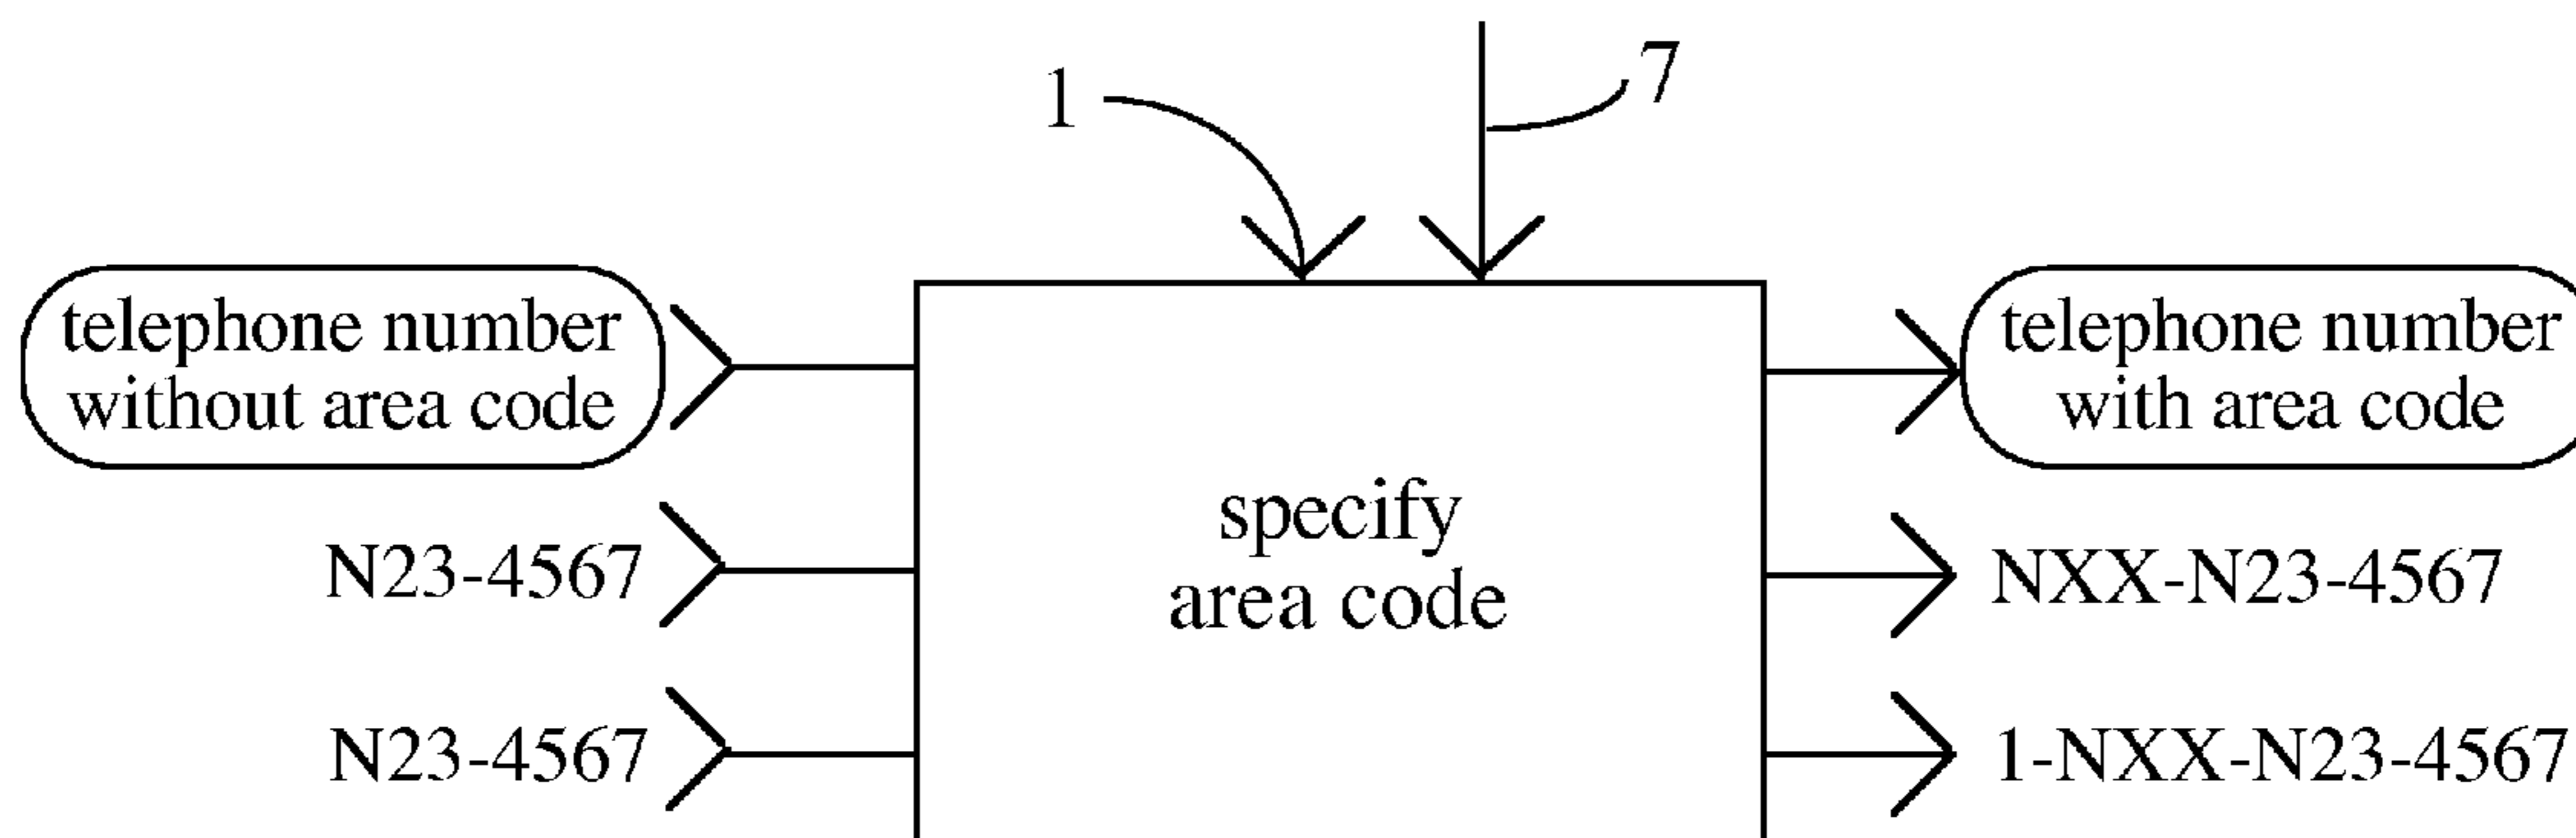 1
7
telephone number
without area code
telephone number
with area code
specify
area code
N23-4567
NXX-N23-4567
N23-4567
1-NXX-N23-4567